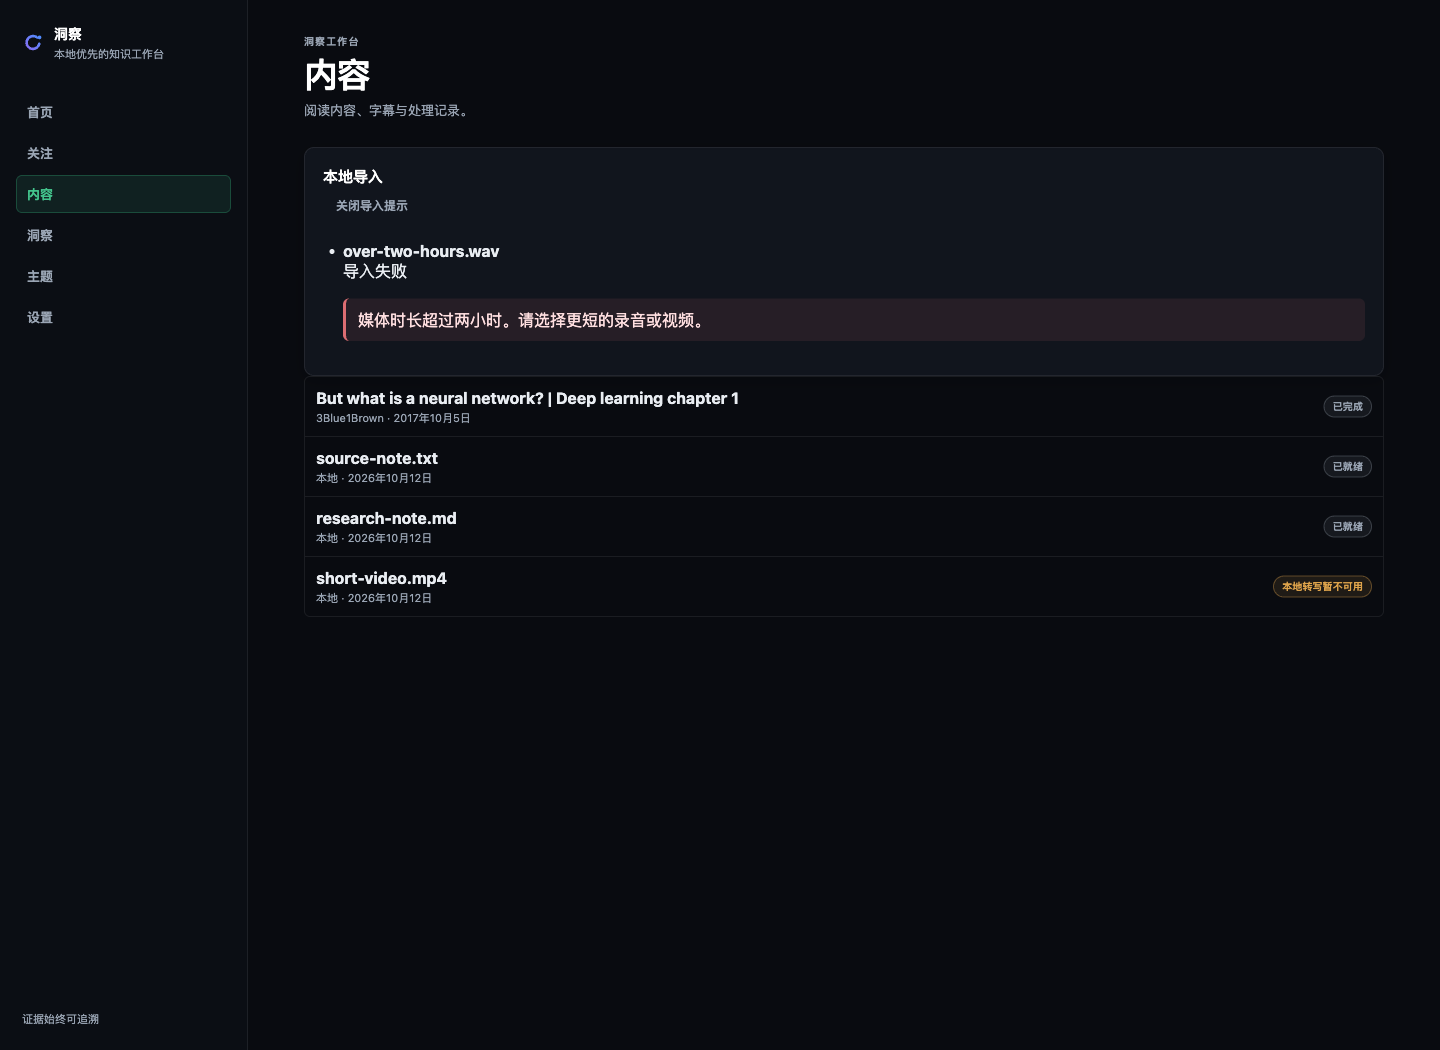 洞察
本地优先的知识工作台
首页
关注
内容
洞察
主题
设置
证据始终可追溯
洞察工作台
内容
阅读内容、字幕与处理记录。
本地导入
关闭导入提示
• over-two-hours.wav
导入失败
媒体时长超过两小时。请选择更短的录音或视频。
But what is a neural network? | Deep learning chapter 1
3Blue1Brown · 2017年10月5日
已完成
source-note.txt
本地 · 2026年10月12日
已就绪
research-note.md
本地 · 2026年10月12日
已就绪
short-video.mp4
本地 · 2026年10月12日
本地转写暂不可用